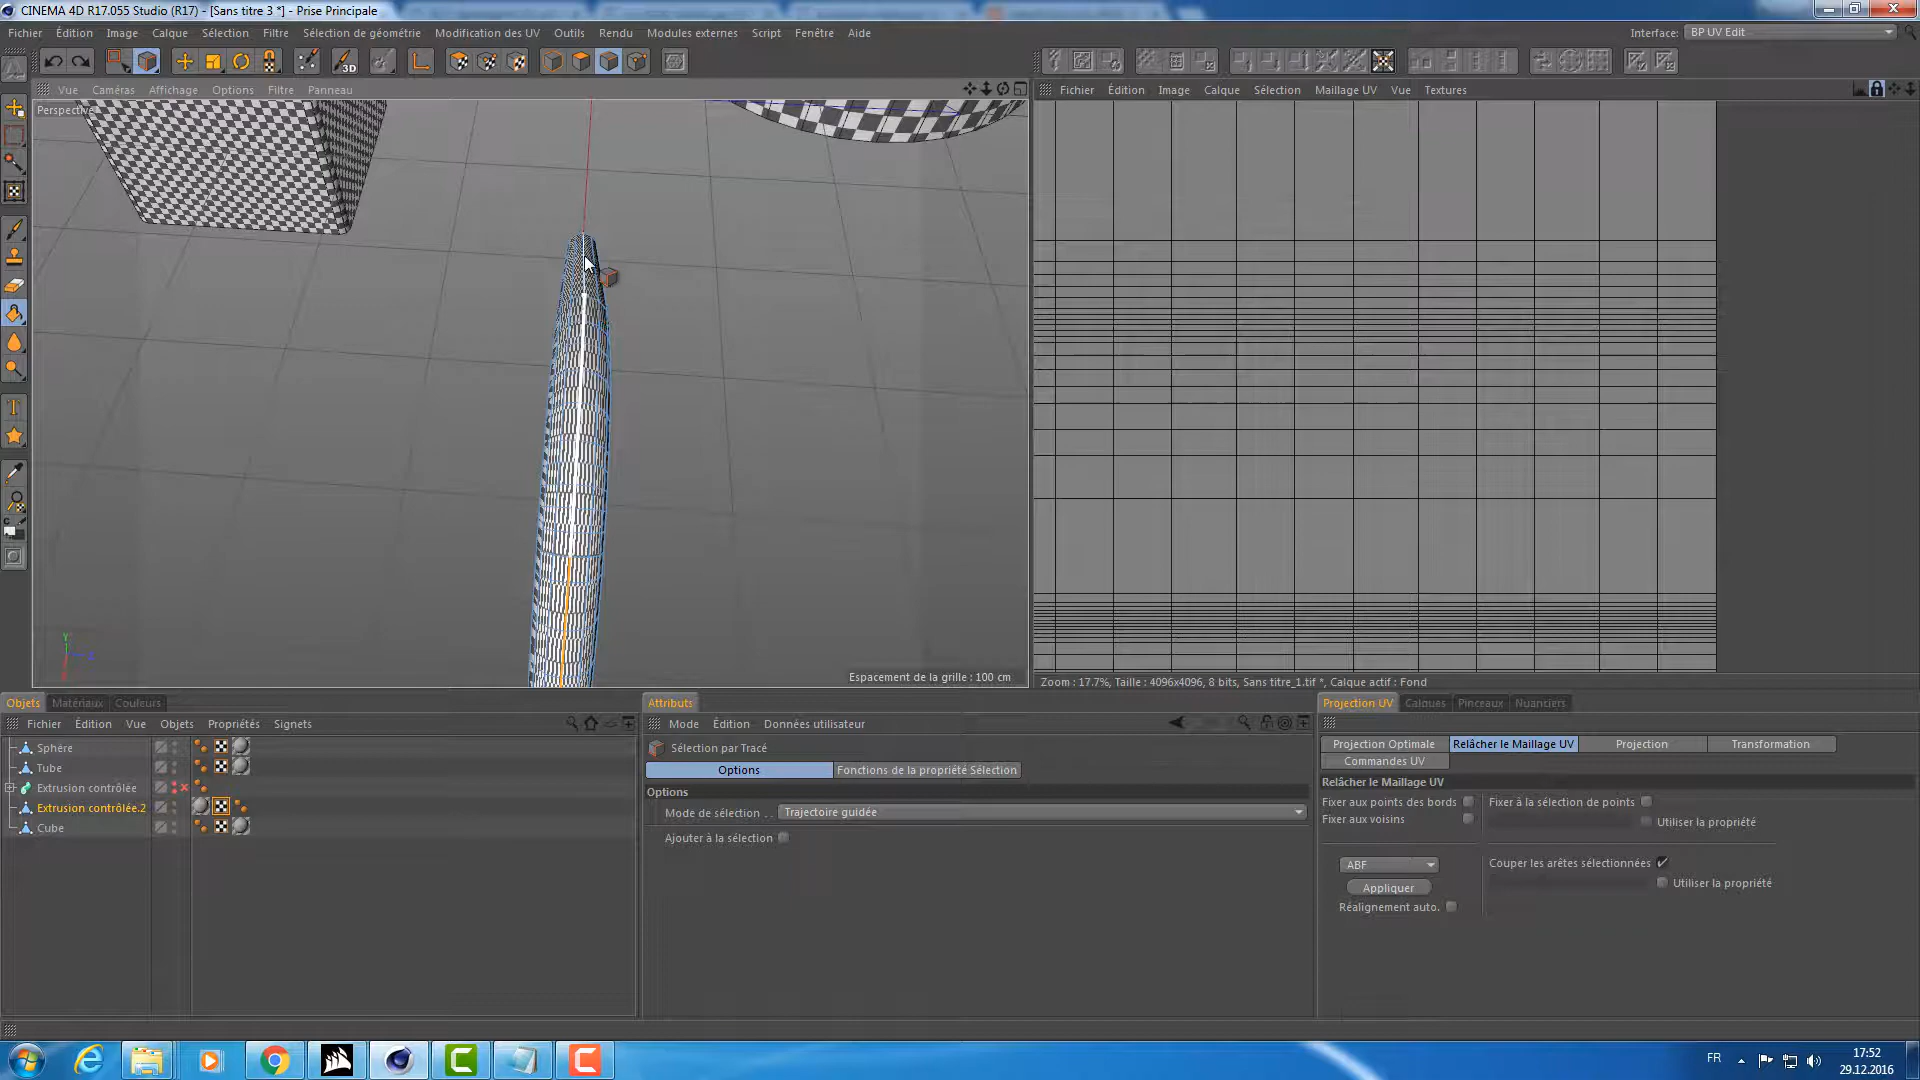 CINEMA 4D R17.055 Studio (R17) - [Sans titre 3 *] - Prise Principale
Fichier Édition Image Calque Sélection Filtre Sélection de géométrie Modification des UV Outils Rendu Modules externes Script Fenêtre Aide Interface: BP UV Edit
3D
Vue Caméras Affichage Options Filtre Panneau
Fichier Édition Image Calque Sélection Maillage UV Vue Textures
Perspective
Y
Espacement de la grille : 100 cm
Zoom : 17.7%, Taille : 4096x4096, 8 bits, Sans titre_1.tif *, Calque actif : Fond
Objets Matériaux Couleurs
Fichier Édition Vue Objets Propriétés Signets
Sphère
Tube
Extrusion contrôlée
Extrusion contrôlée.2
Cube
Attributs
Mode Édition Données utilisateur
Sélection par Tracé
Options Fonctions de la propriété Sélection
Options
Mode de sélection . . Trajectoire guidée
Ajouter à la sélection
Projection UV Calques Pinceaux Nuancier
Projection Optimale Relâcher le Maillage UV Projection Transformation
Commandes UV
Relâcher le Maillage UV
Fixer aux points des bords Fixer à la sélection de points
Fixer aux voisins Utiliser la propriété
ABF Couper les arêtes sélectionnées
Appliquer Utiliser la propriété
Réalignement auto.
FR 17:52
29.12.2016